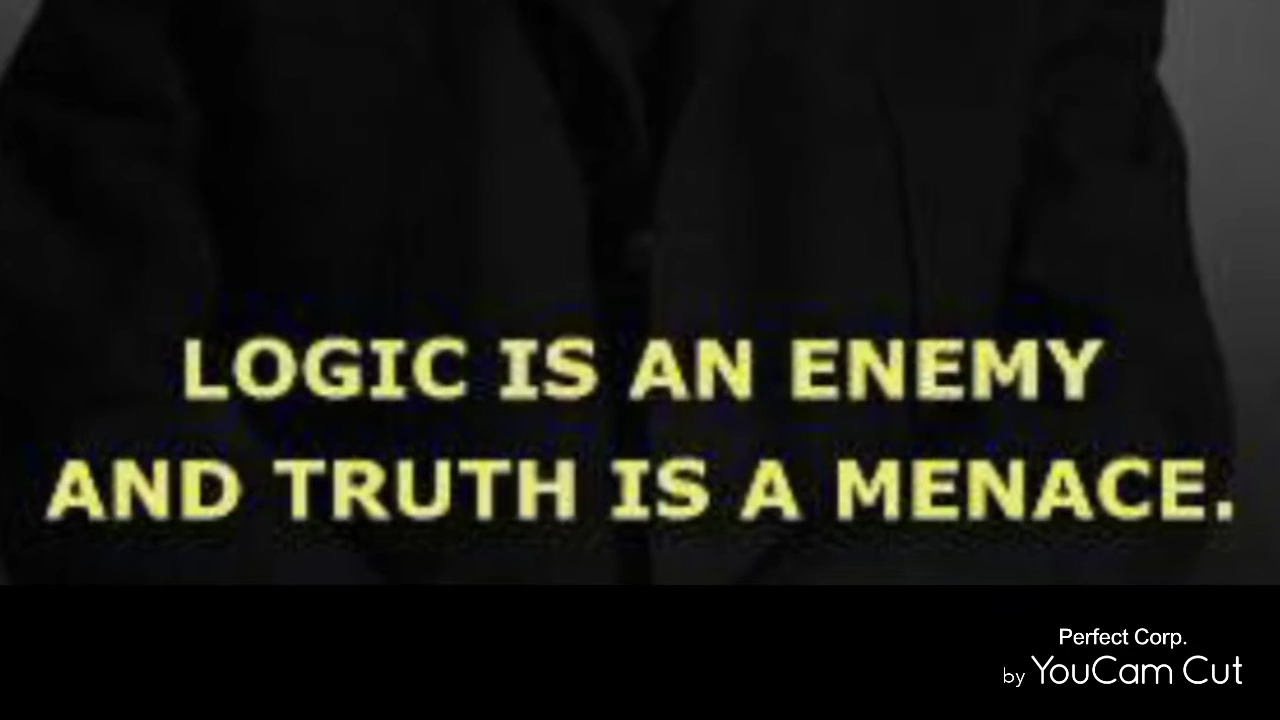 LOGIC IS AN ENEMY
AND TRUTH IS A MENACE.
Perfect Corp.
by YouCam Cut